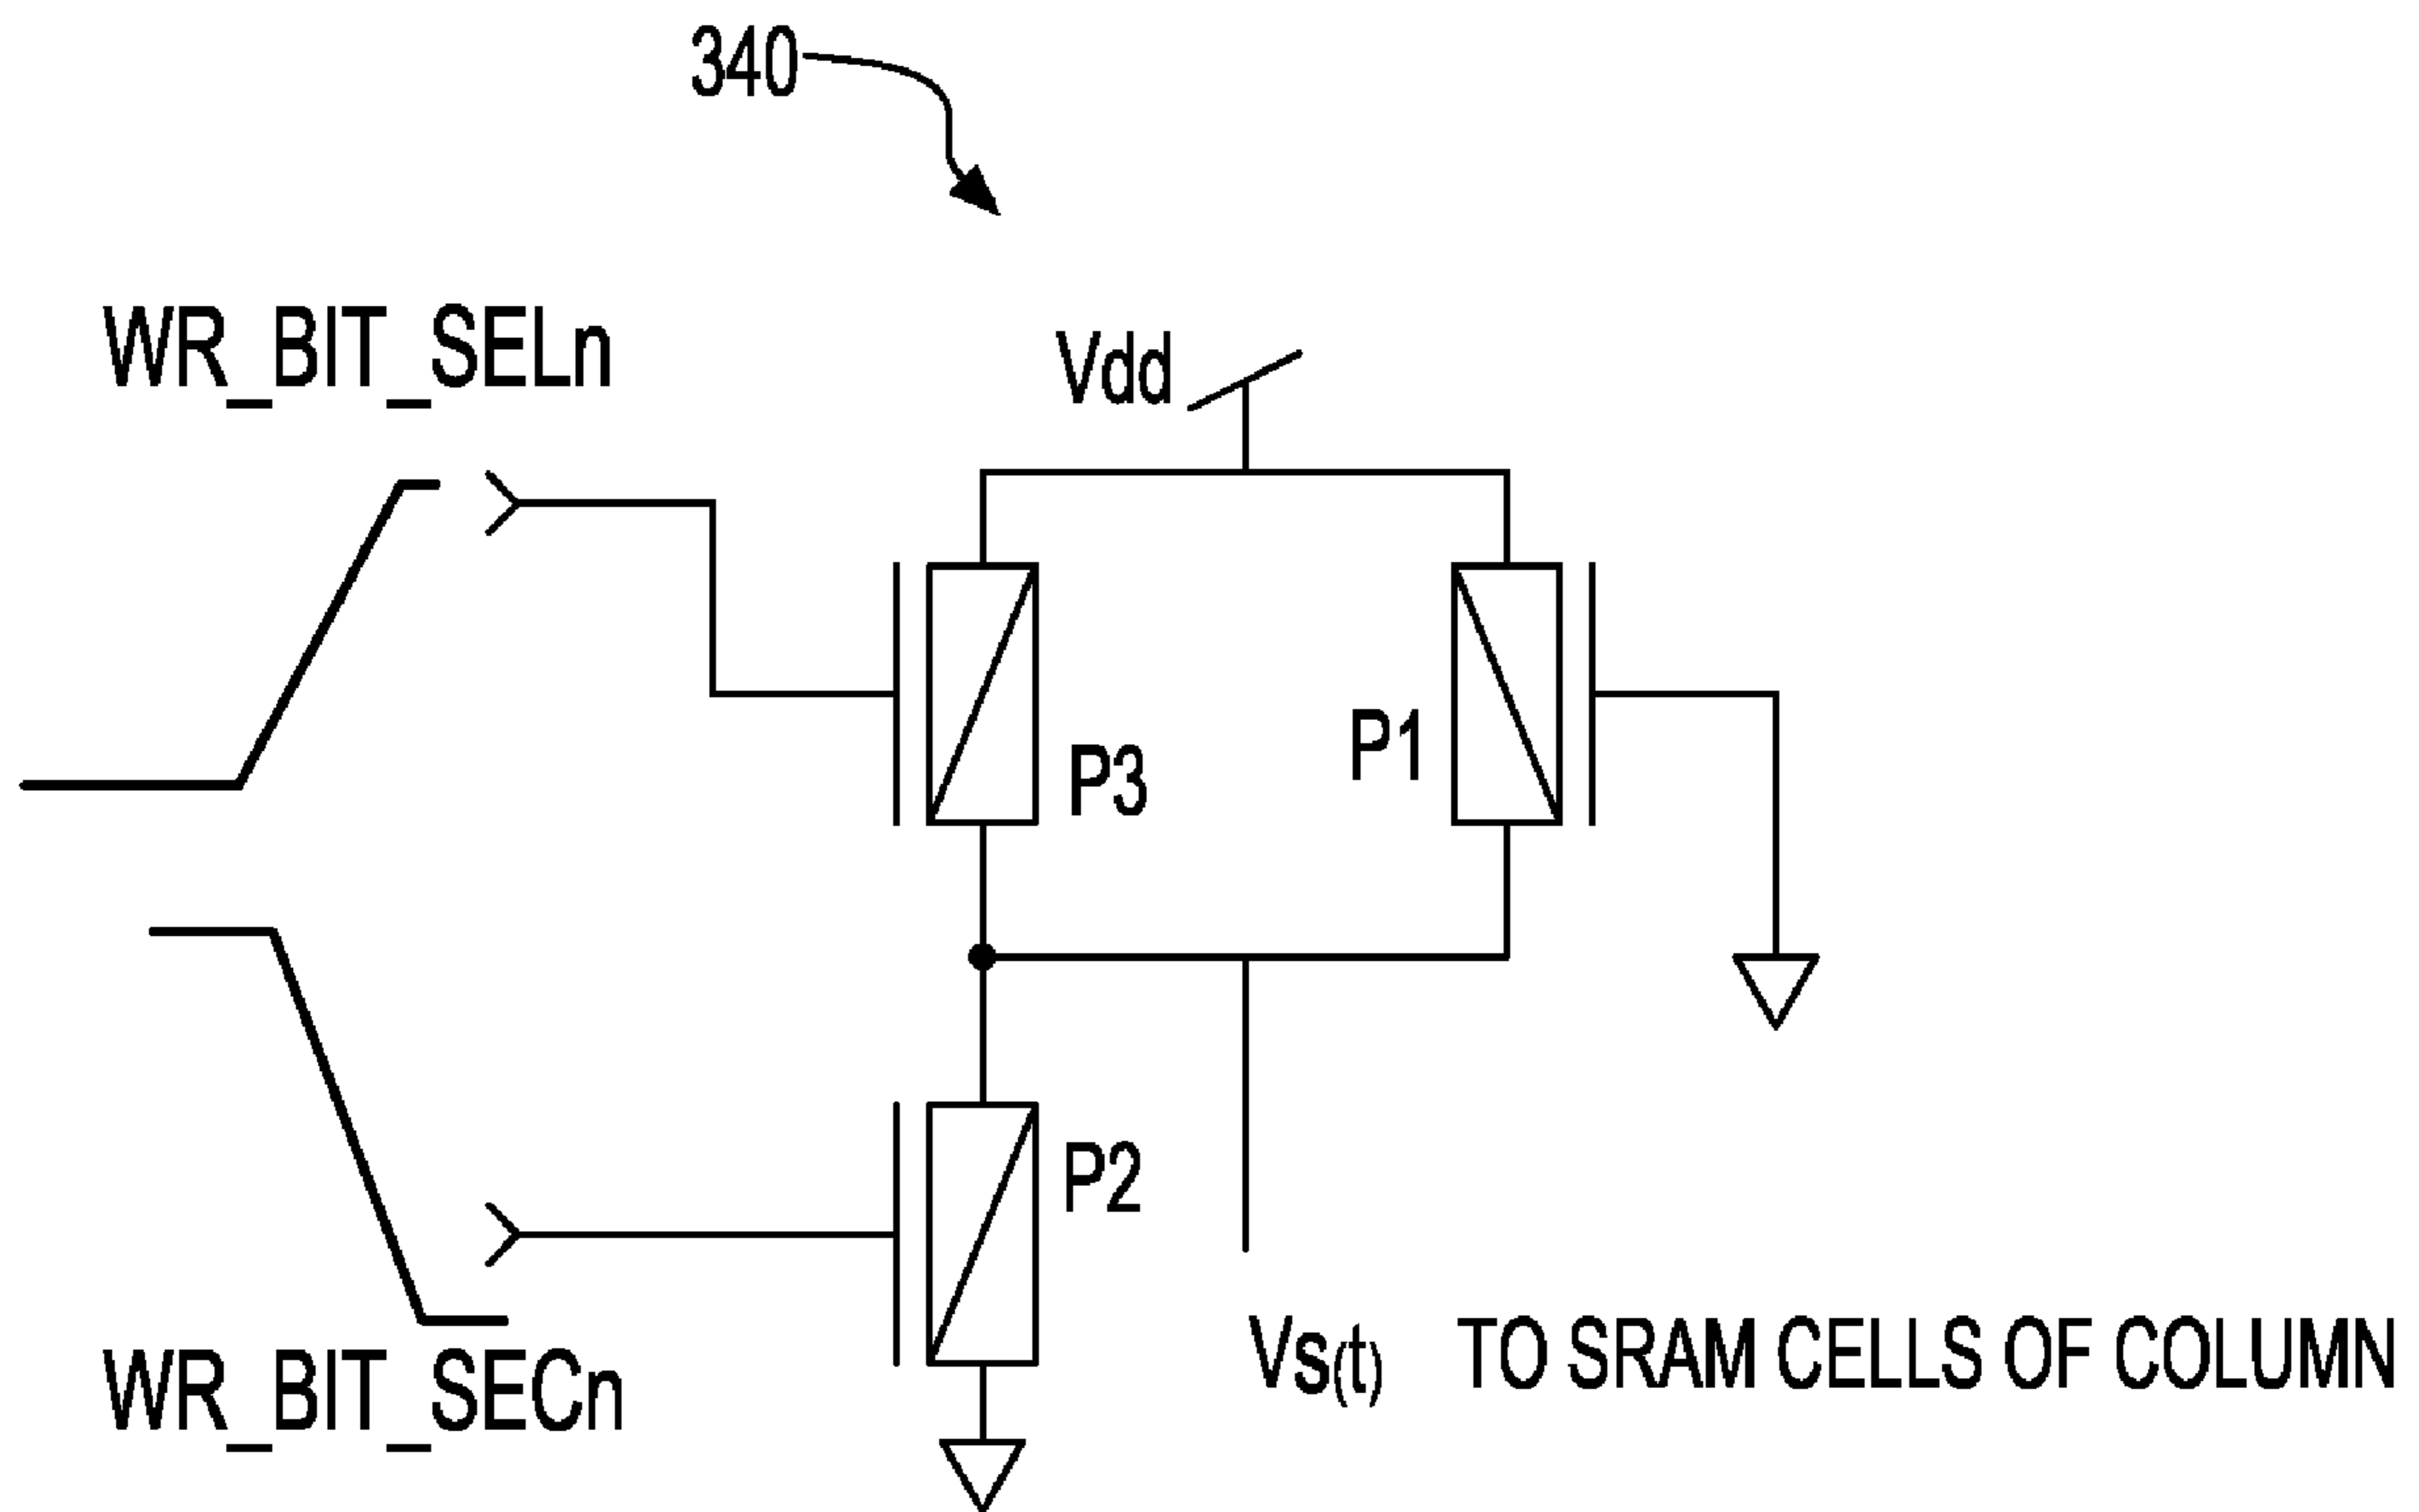 340
WR_BIT_SELn
Vdd
P3
P1
P2
WR_BIT_SECn
Vs(t) TO SRAM CELLS OF COLUMN